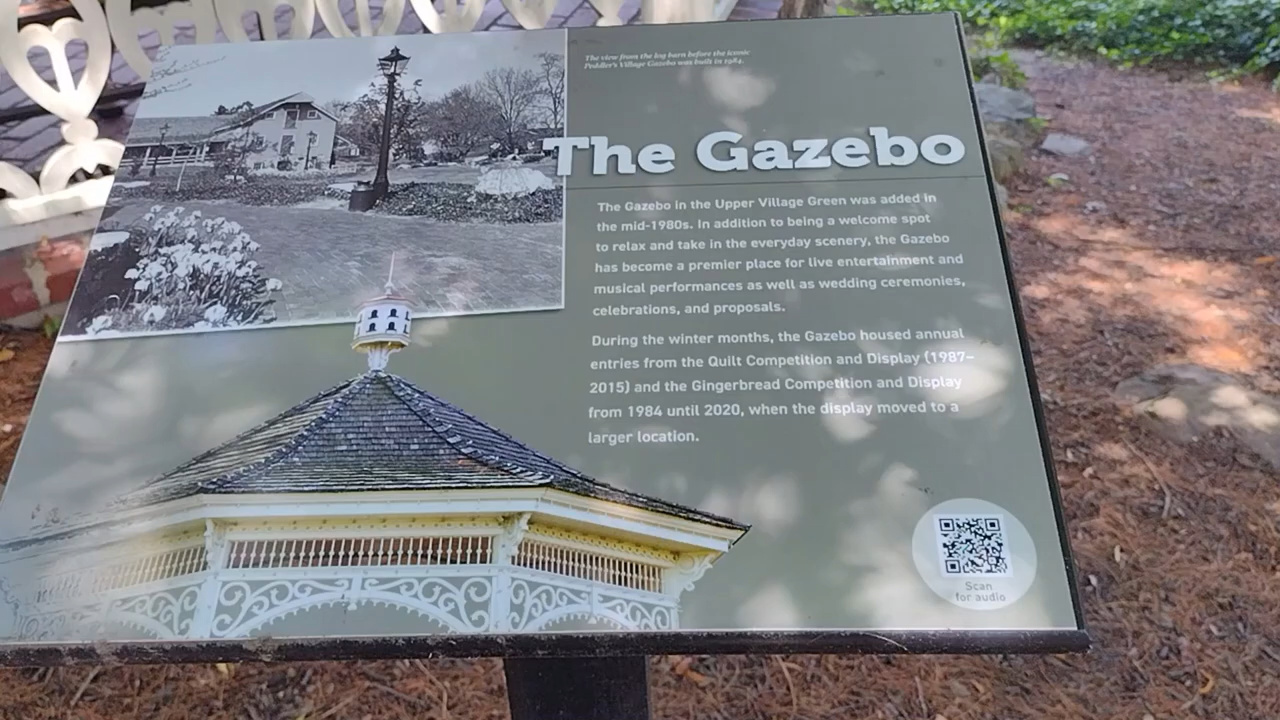 The view from the log barn before the iconic
Peddler's Village Gazebo was built in 1984.
The Gazebo
The Gazebo in the Upper Village Green was added in
the mid-1980s. In addition to being a welcome spot
to relax and take in the everyday scenery, the Gazebo
has become a premier place for live entertainment and
musical performances as well as wedding ceremonies,
celebrations, and proposals.
During the winter months, the Gazebo housed annual
entries from the Quilt Competition and Display (1987–
2015) and the Gingerbread Competition and Display
from 1984 until 2020, when the display moved to a
larger location.
Scan
for audio